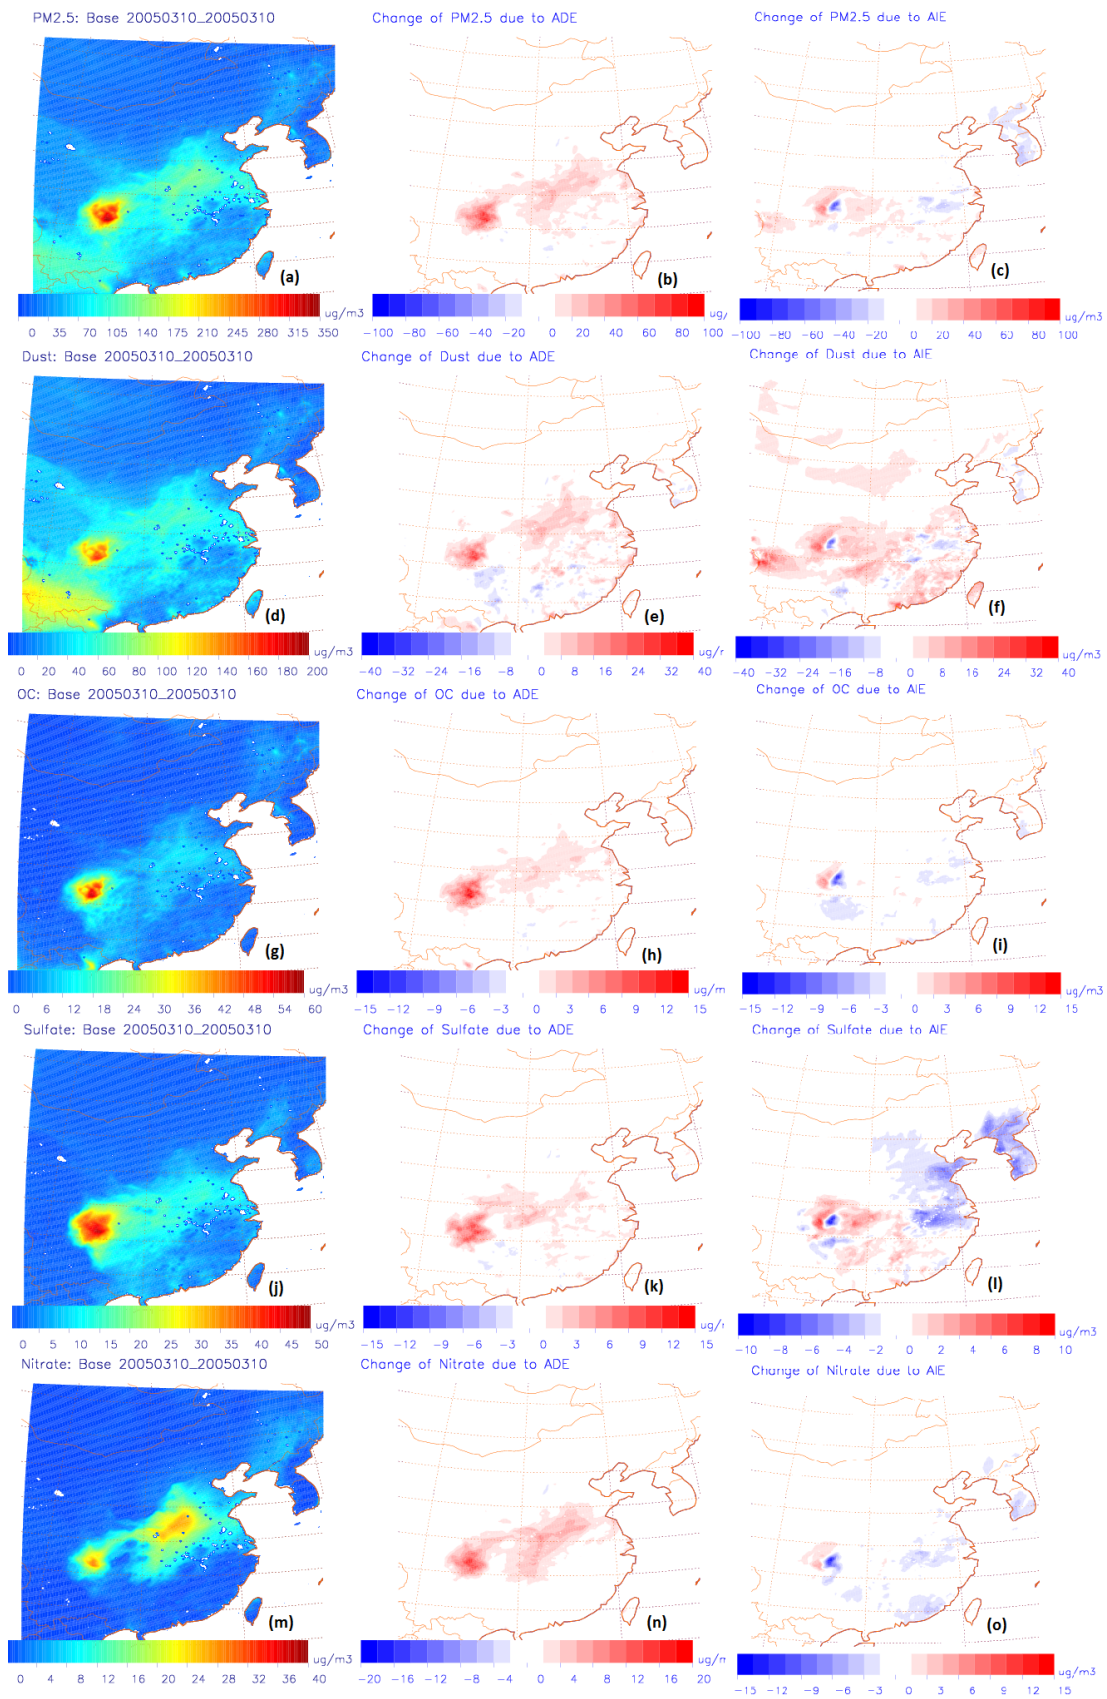 PM2.5: Base 20050310_20050310
Change of PM2.5 due to ADE
Change of PM2.5 due to AIE
(a)
(b)
(c)
ug/m3
ug/
ug/m3
0 35 70 105 140 175 210 245 280 315 350
-100 -80 -60 -40 -20 0 20 40 60 80 100
-100 -80 -60 -40 -20 0 20 40 60 80 100
Dust: Base 20050310_20050310
Change of Dust due to ADE
Change of Dust due to AIE
(d)
(e)
(f)
ug/m3
ug/r
ug/m3
0 20 40 60 80 100 120 140 160 180 200
-40 -32 -24 -16 -8 0 8 16 24 32 40
-40 -32 -24 -16 -8 0 8 16 24 32 40
OC: Base 20050310_20050310
Change of OC due to ADE
Change of OC due to AIE
(g)
(h)
(i)
ug/m3
ug/m
ug/m3
0 6 12 18 24 30 36 42 48 54 60
-15 -12 -9 -6 -3 0 3 6 9 12 15
-15 -12 -9 -6 -3 0 3 6 9 12 15
Sulfate: Base 20050310_20050310
Change of Sulfate due to ADE
Change of Sulfate due to AIE
(j)
(k)
(l)
ug/m3
ug/r
ug/m3
0 5 10 15 20 25 30 35 40 45 50
-15 -12 -9 -6 -3 0 3 6 9 12 15
-10 -8 -6 -4 -2 0 2 4 6 8 10
Nitrate: Base 20050310_20050310
Change of Nitrate due to ADE
Change of Nitrate due to AIE
(m)
(n)
(o)
ug/m3
ug/r
ug/m3
0 4 8 12 16 20 24 28 32 36 40
-20 -16 -12 -8 -4 0 4 8 12 16 20
-15 -12 -9 -6 -3 0 3 6 9 12 15